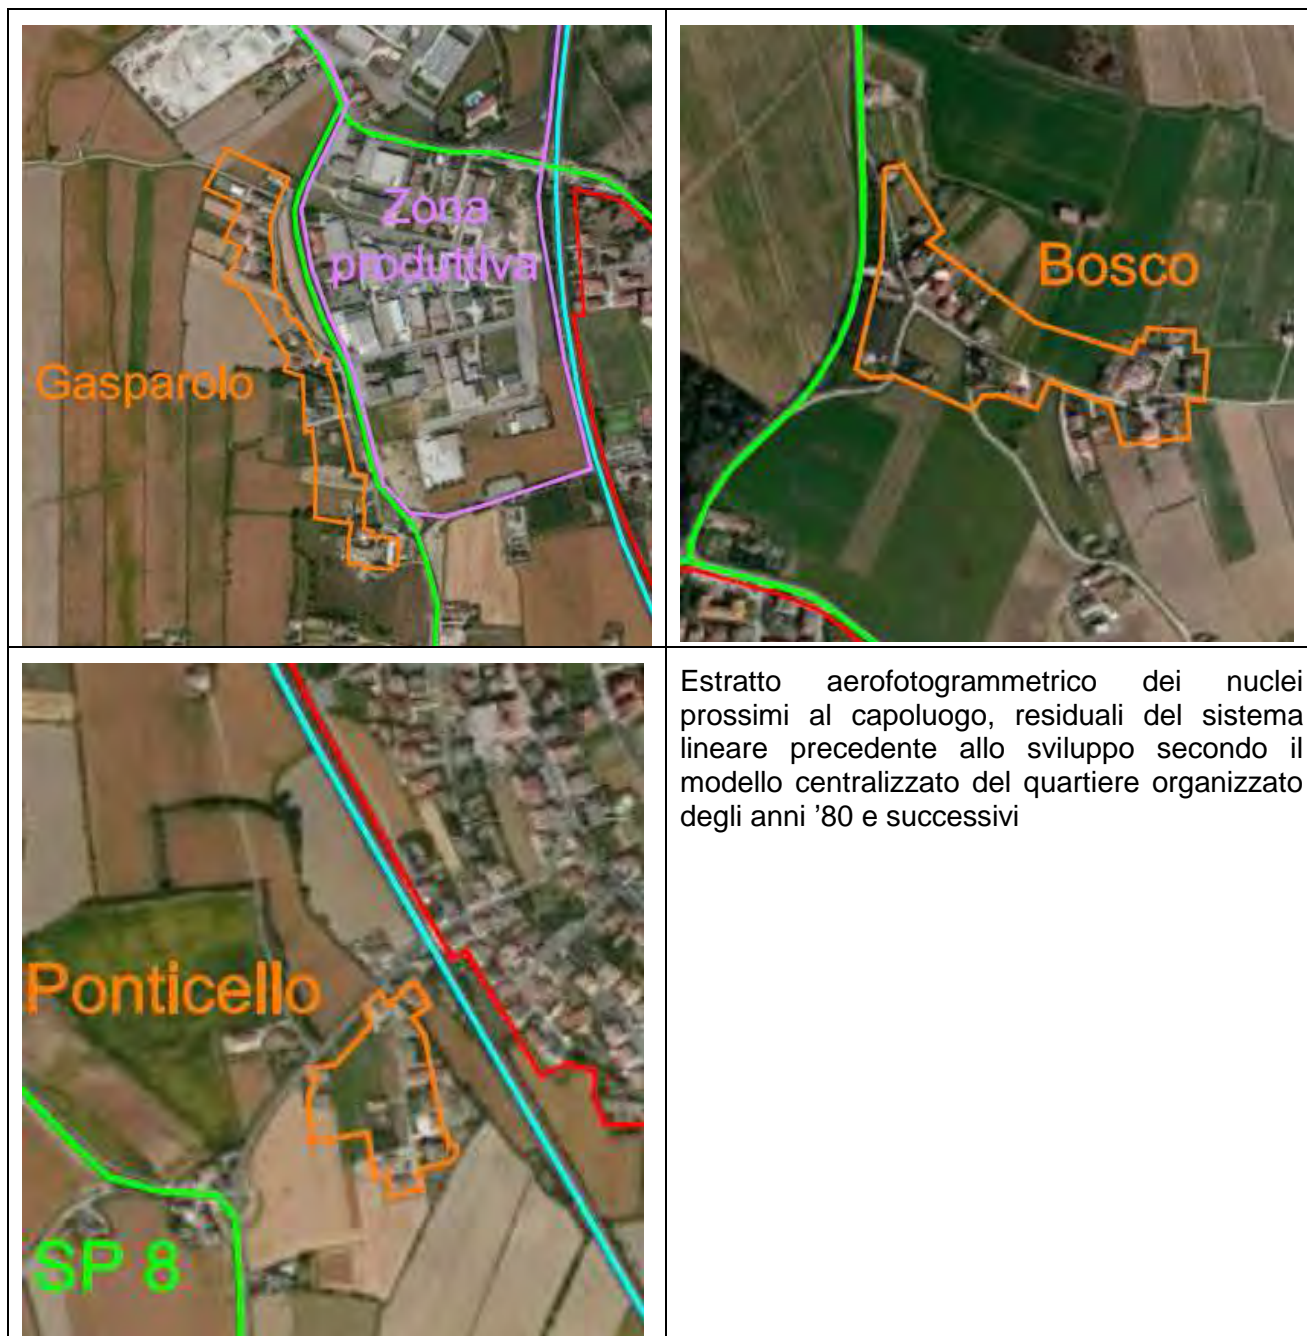 Zona
produttiva
Gasparolo
Bosco
Ponticello
SP 8
Estratto aerofotogrammetrico dei nuclei
prossimi al capoluogo, residuali del sistema
lineare precedente allo sviluppo secondo il
modello centralizzato del quartiere organizzato
degli anni ’80 e successivi